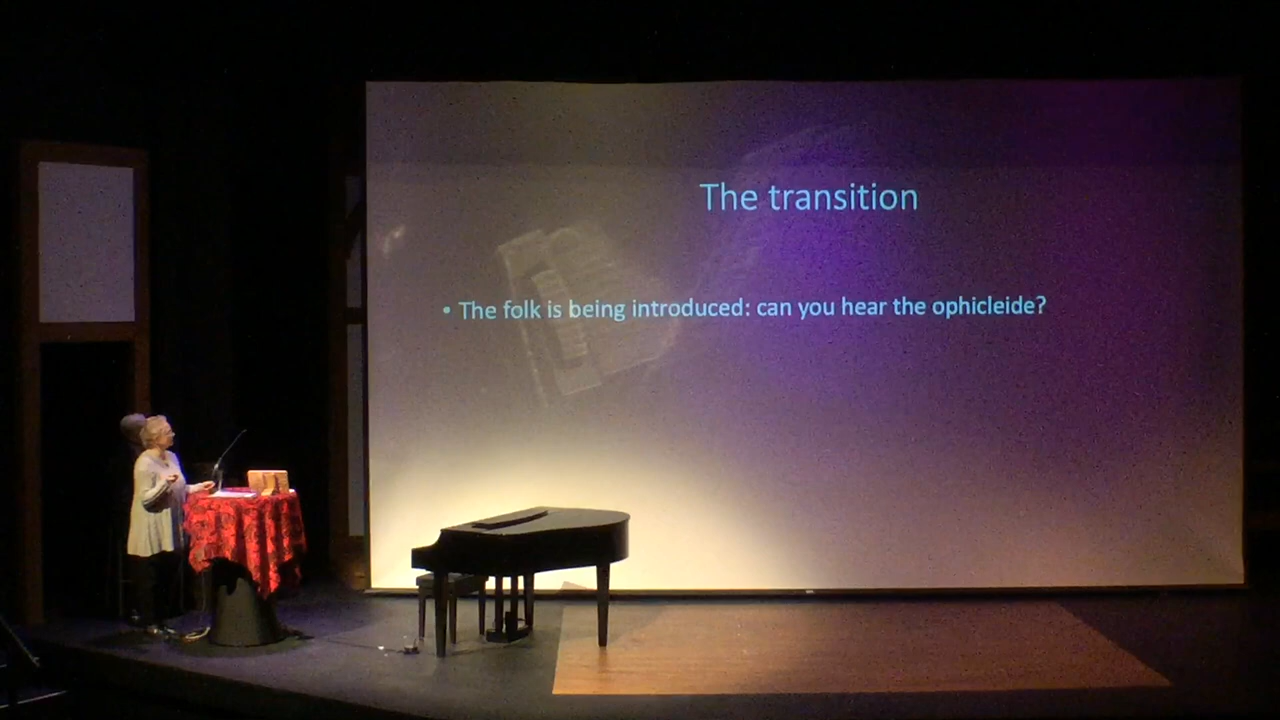 The transition
• The folk is being introduced: can you hear the ophicleide?